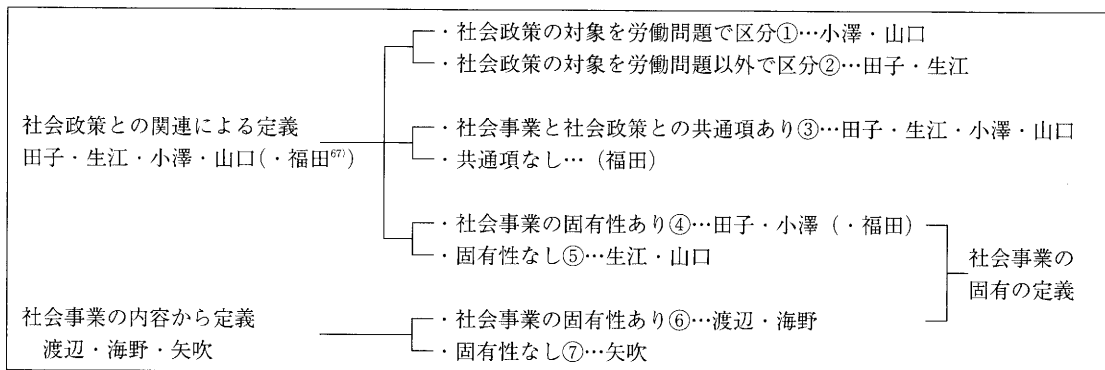 ・社会政策の対象を労働問題で区分①…小澤・山口
・社会政策の対象を労働問題以外で区分②…田子・生江
社会政策との関連による定義
田子・生江・小澤・山口(・福田67))
・社会事業と社会政策との共通項あり③…田子・生江・小澤・山口
・共通項なし…（福田）
・社会事業の固有性あり④…田子・小澤（・福田）
・固有性なし⑤…生江・山口
社会事業の
固有の定義
社会事業の内容から定義
渡辺・海野・矢吹
・社会事業の固有性あり⑥…渡辺・海野
・固有性なし⑦…矢吹